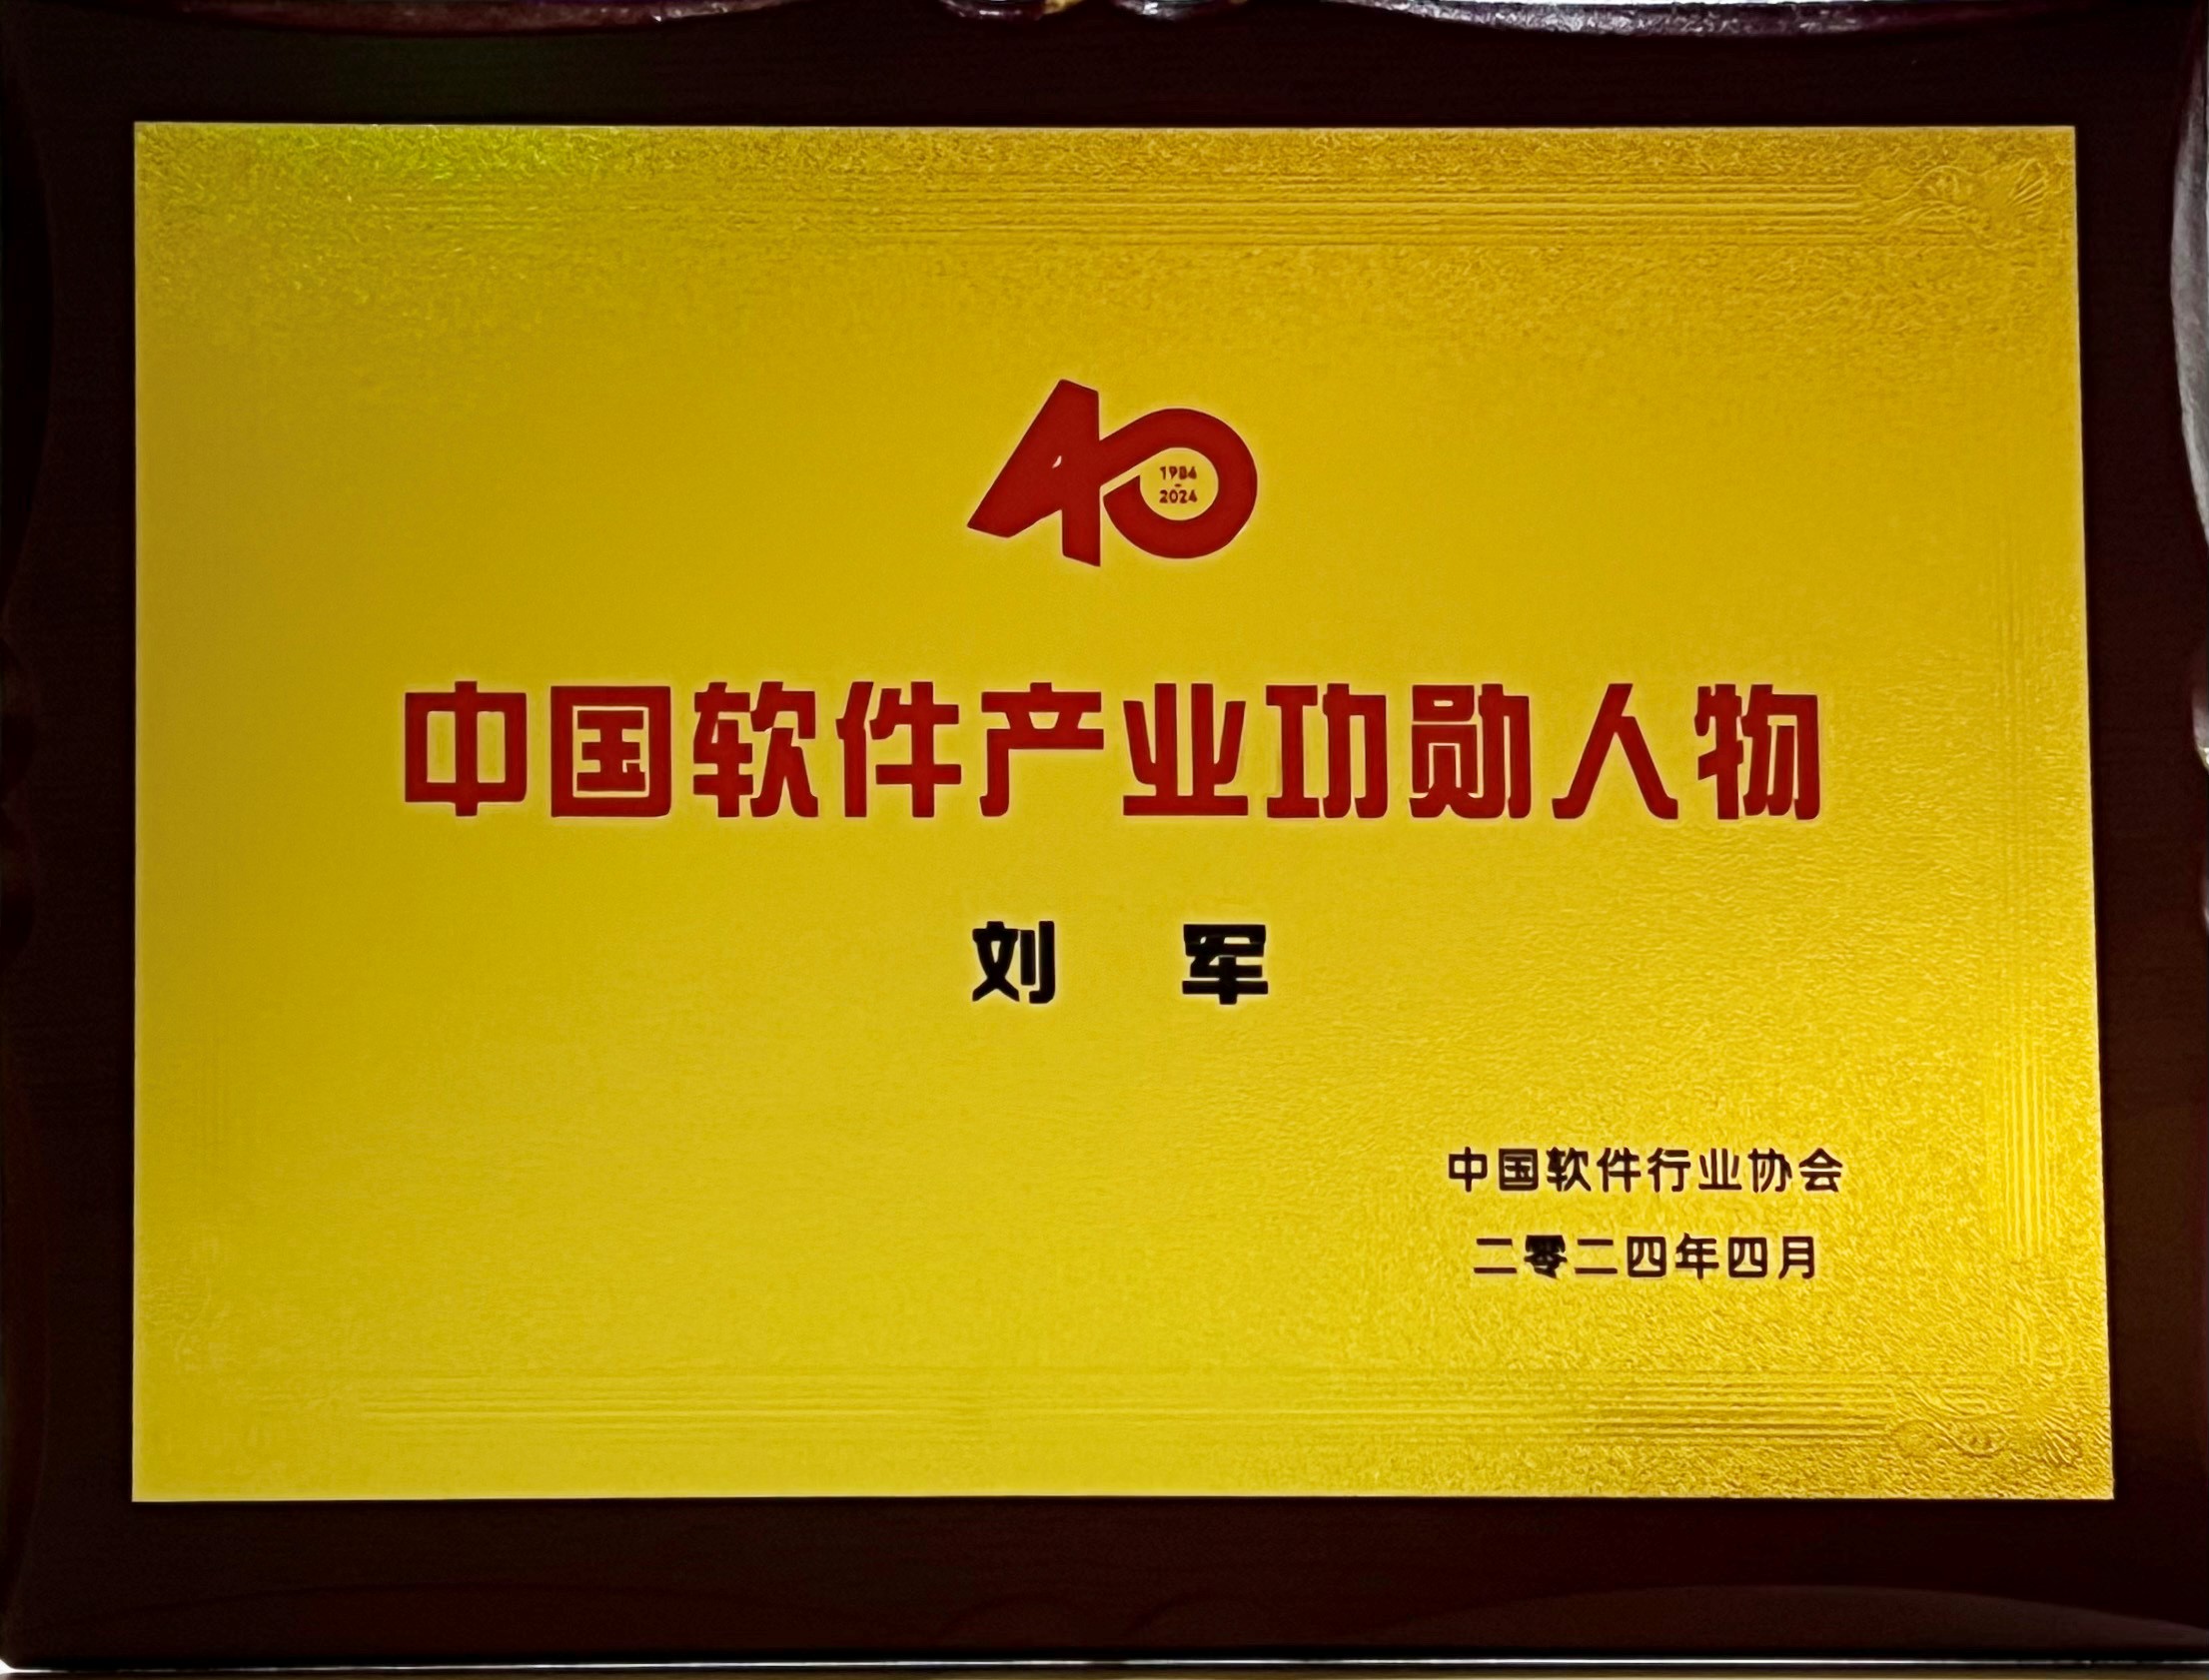 40
1984
-
2024
中国软件产业功勋人物
刘 军
中国软件行业协会
二零二四年四月